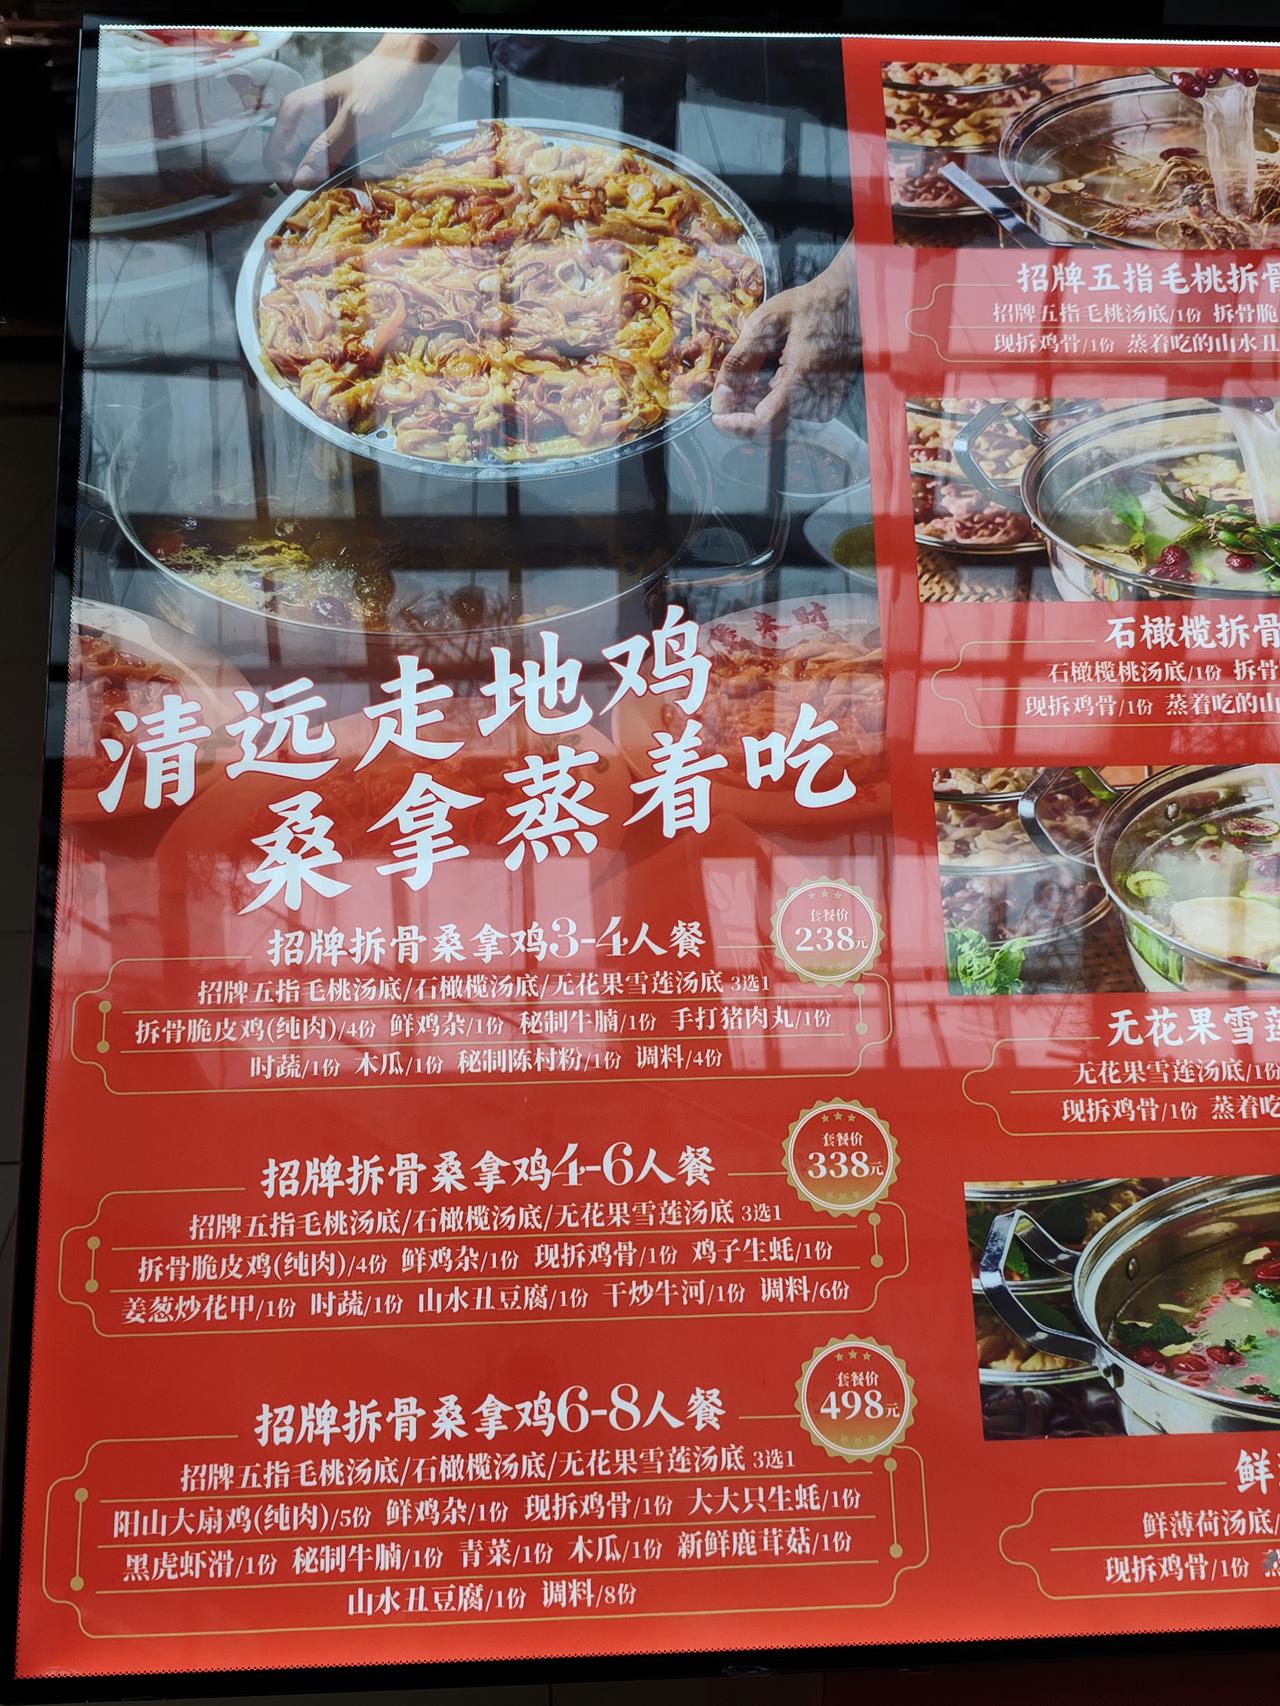 清远走地鸡
桑拿蒸着吃
招牌拆骨桑拿鸡3-4人餐
套餐价
238元
招牌五指毛桃汤底/石橄榄汤底/无花果雪莲汤底 3选1
拆骨脆皮鸡(纯肉)/4份 鲜鸡杂/1份 秘制牛腩/1份 手打猪肉丸/1份
时蔬/1份 木瓜/1份 秘制陈村粉/1份 调料/4份
招牌拆骨桑拿鸡4-6人餐
套餐价
338元
招牌五指毛桃汤底/石橄榄汤底/无花果雪莲汤底 3选1
拆骨脆皮鸡(纯肉)/4份 鲜鸡杂/1份 现拆鸡骨/1份 鸡子生蚝/1份
姜葱炒花甲/1份 时蔬/1份 山水丑豆腐/1份 干炒牛河/1份 调料/6份
招牌拆骨桑拿鸡6-8人餐
套餐价
498元
招牌五指毛桃汤底/石橄榄汤底/无花果雪莲汤底 3选1
阳山大扇鸡(纯肉)/5份 鲜鸡杂/1份 现拆鸡骨/1份 大大只生蚝/1份
黑虎虾滑/1份 秘制牛腩/1份 青菜/1份 木瓜/1份 新鲜鹿茸菇/1份
山水丑豆腐/1份 调料/8份
招牌五指毛桃拆骨
招牌五指毛桃汤底/1份 拆骨脆
现拆鸡骨/1份 蒸着吃的山水丑
石橄榄拆骨
石橄榄桃汤底/1份 拆骨
现拆鸡骨/1份 蒸着吃的山
无花果雪莲
无花果雪莲汤底/1份
现拆鸡骨/1份 蒸着吃
鲜
鲜薄荷汤底/
现拆鸡骨/1份